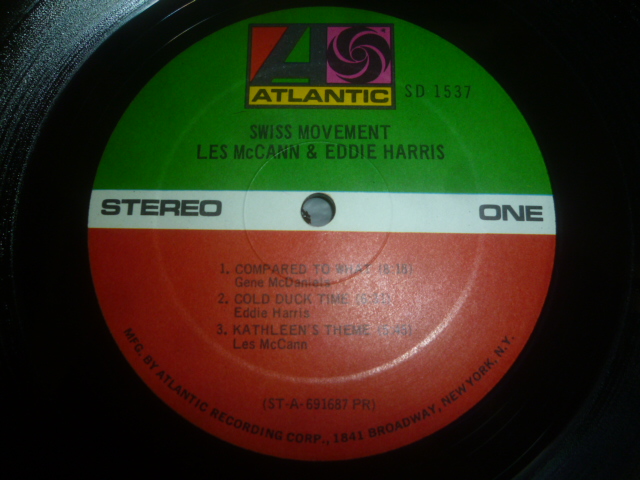 ATLANTIC
SD 1537
SWISS MOVEMENT
LES McCANN & EDDIE HARRIS
STEREO
ONE
1. COMPARED TO WHAT (8:18)
Gene McDaniels
2. COLD DUCK TIME
Eddie Harris
3. KATHLEEN'S THEME
Les McCann
(ST-A-691687 PR)
MFG. BY ATLANTIC RECORDING CORP., 1841 BROADWAY, NEW YORK, N.Y.